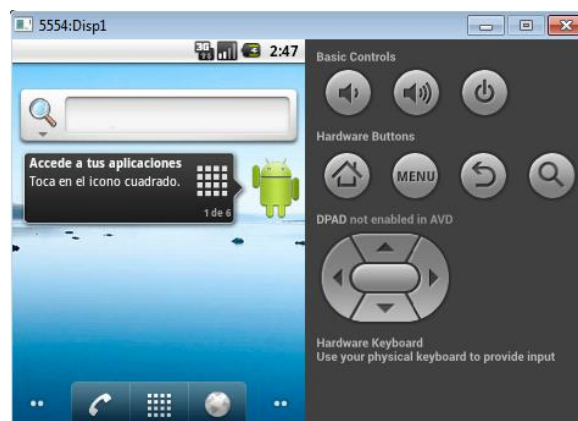 5554:Disp1
3G 2:47
Accede a tus aplicaciones
Toca en el icono cuadrado.
1 de 6
Basic Controls
Hardware Buttons
MENU
DPAD not enabled in AVD
Hardware Keyboard
Use your physical keyboard to provide input